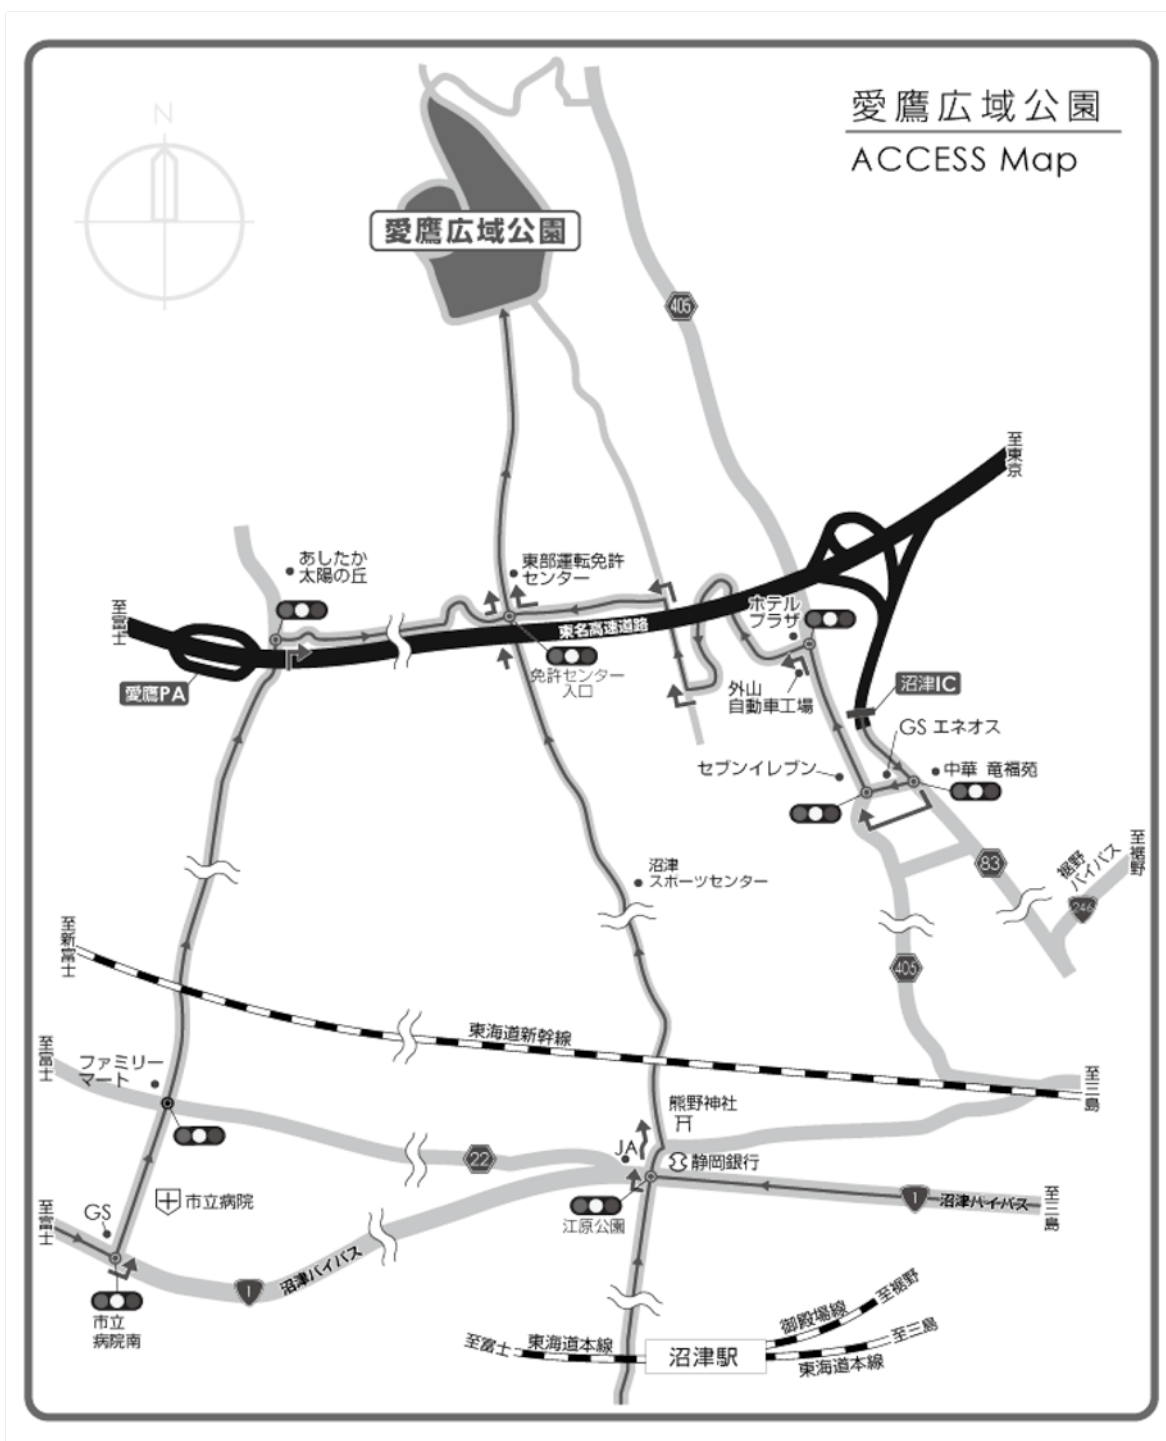 愛鷹広域公園
ACCESS Map
N
愛鷹広域公園
405
至東京
あしたか
太陽の丘
東部運転免許
センター
至富士
ホテル
プラザ
東名高速道路
愛鷹PA
免許センター
入口
外山
自動車工場
沼津IC
GS エネオス
セブンイレブン
中華 竜福苑
至裾野
裾野
バイパス
83
246
沼津
スポーツセンター
至新富士
405
東海道新幹線
至富士
ファミリー
マート
至三島
熊野神社
JA
静岡銀行
22
市立病院
至富士
GS
江原公園
1
沼津バイパス
至三島
1
沼津バイパス
市立
病院南
御殿場線
至裾野
至富士
東海道本線
沼津駅
至三島
東海道本線